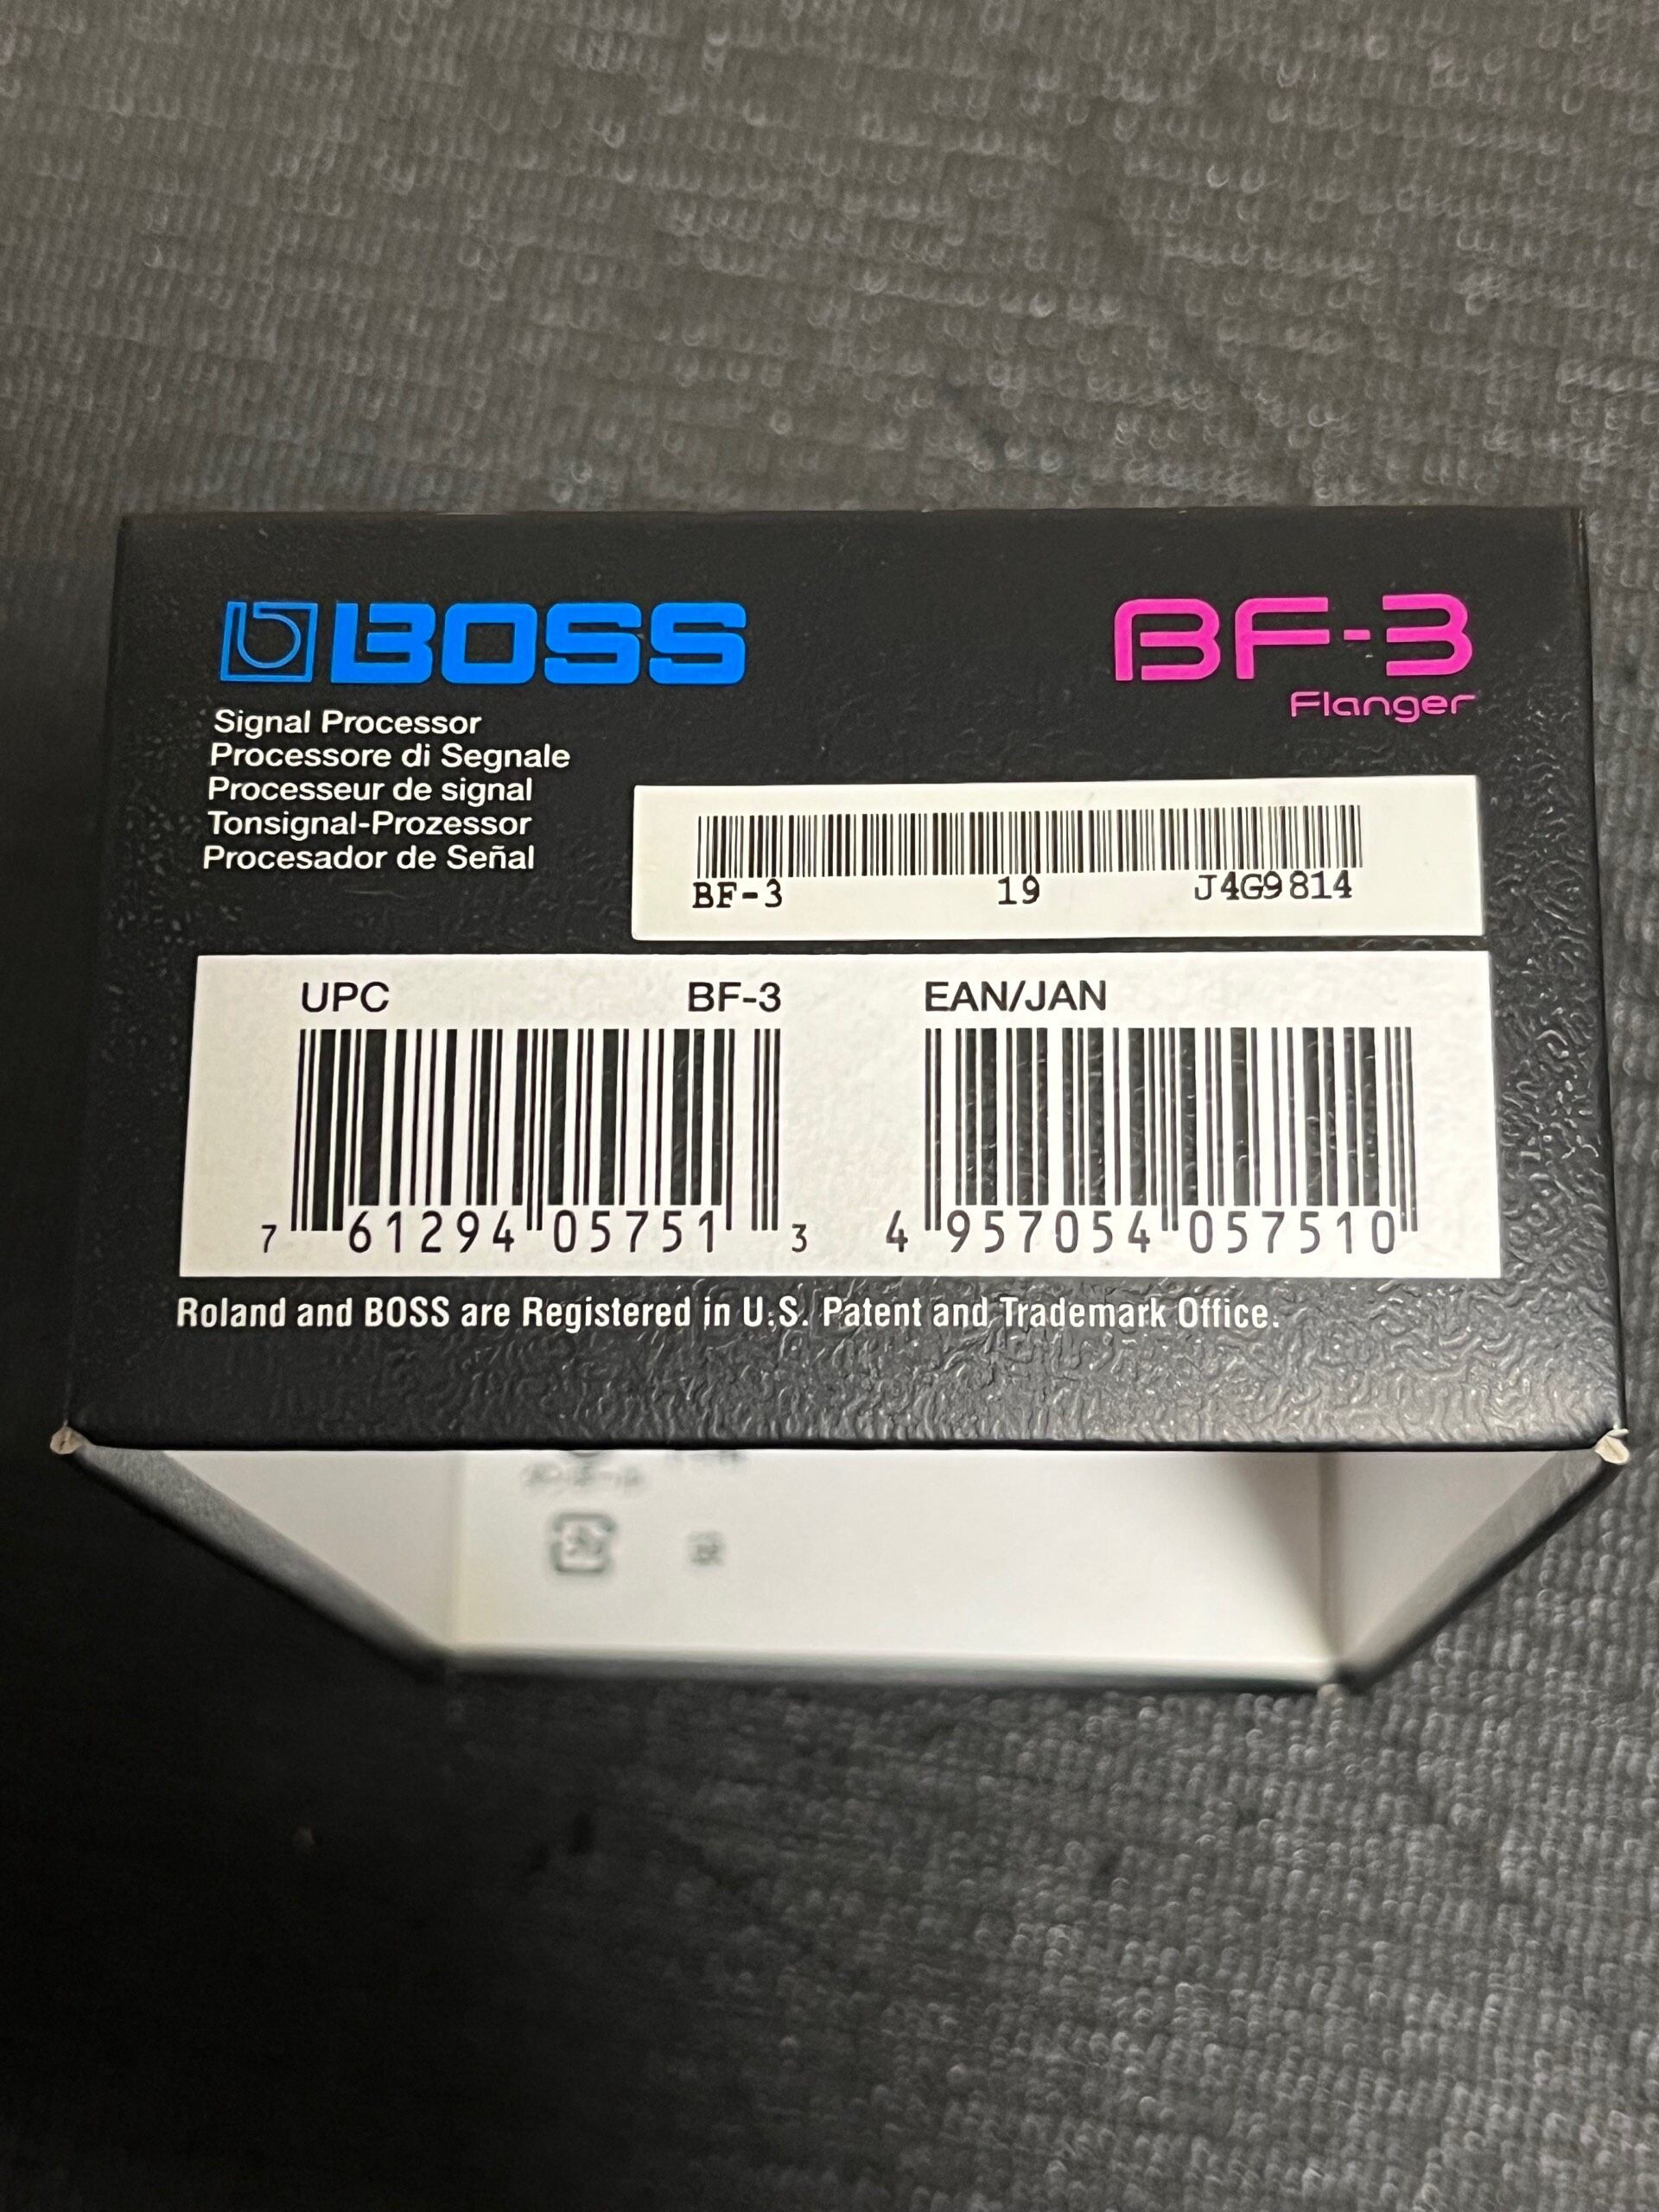 BOSS
BF-3
Flanger
Signal Processor
Processore di Segnale
Processeur de signal
Tonsignal-Prozessor
Procesador de Señal
BF-3 19 J4G9814
UPC BF-3 EAN/JAN
7 61294 05751 3 4 957054 057510
Roland and BOSS are Registered in U.S. Patent and Trademark Office.